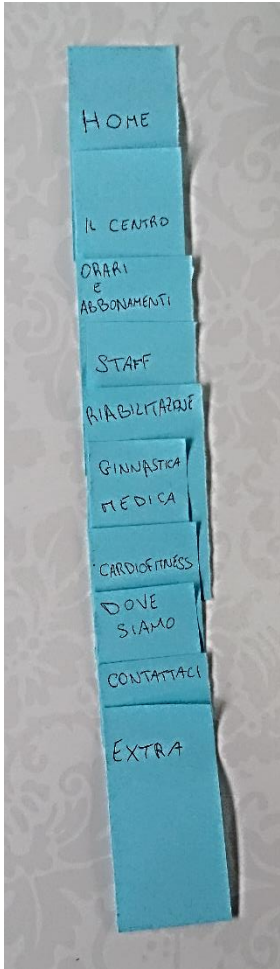 HOME
IL CENTRO
ORARI
E
ABBONAMENTI
STAFF
RIABILITAZIONE
GINNASTICA
MEDICA
CARDIOFITNESS
DOVE
SIAMO
CONTATTACI
EXTRA